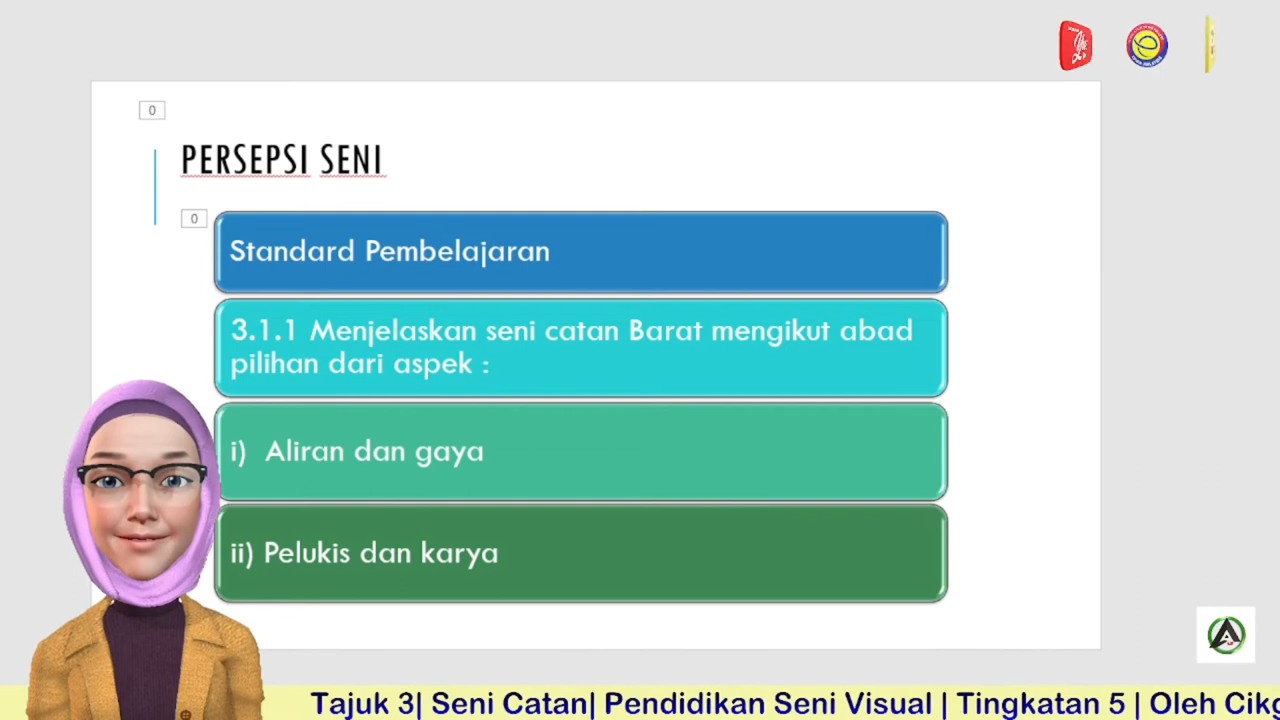 0
PERSEPSI SENI
0
Standard Pembelajaran
3.1.1 Menjelaskan seni catan Barat mengikut abad
pilihan dari aspek :
i) Aliran dan gaya
ii) Pelukis dan karya
Tajuk 3| Seni Catan| Pendidikan Seni Visual | Tingkatan 5 | Oleh Cikg